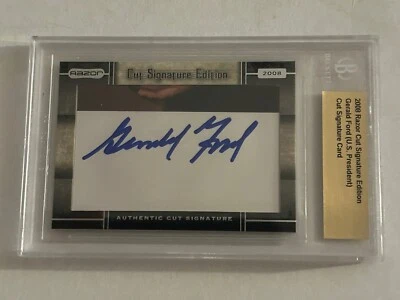 Razor
Cut Signature Edition
2008
Gerald Ford
AUTHENTIC CUT SIGNATURE
2008 Razor Cut Signature Edition
Gerald Ford (U.S. President)
Cut Signature Card